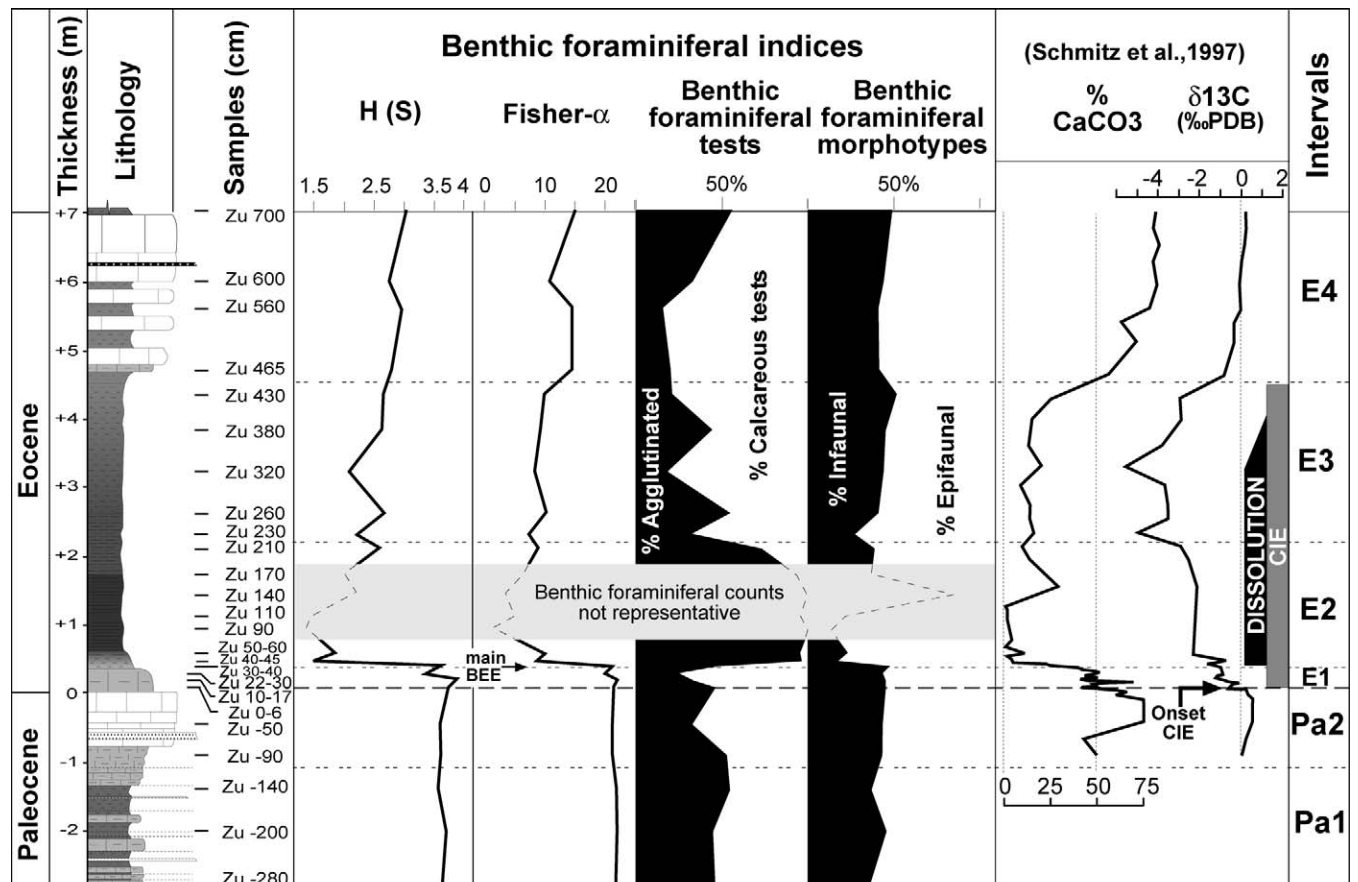 Thickness (m)
Lithology
Samples (cm)
Benthic foraminiferal indices
H (S)
Fisher-α
Benthic
foraminiferal
tests
Benthic
foraminiferal
morphotypes
(Schmitz et al.,1997)
%
CaCO3
δ13C
(‰PDB)
Intervals
1.5 2.5 3.5 4
0 10 20
50%
50%
-4 -2 0 2
Eocene
Paleocene
+7
+6
+5
+4
+3
+2
+1
0
-1
-2
Zu 700
Zu 600
Zu 560
Zu 465
Zu 430
Zu 380
Zu 320
Zu 260
Zu 230
Zu 210
Zu 170
Zu 140
Zu 110
Zu 90
Zu 50-60
Zu 40-45
Zu 30-40
Zu 22-30
Zu 10-17
Zu 0-6
Zu -50
Zu -90
Zu -140
Zu -200
Zu -280
% Agglutinated
% Calcareous tests
% Infaunal
% Epifaunal
Benthic foraminiferal counts
not representative
main
BEE
Onset
CIE
DISSOLUTION
CIE
0 25 50 75
E4
E3
E2
E1
Pa2
Pa1